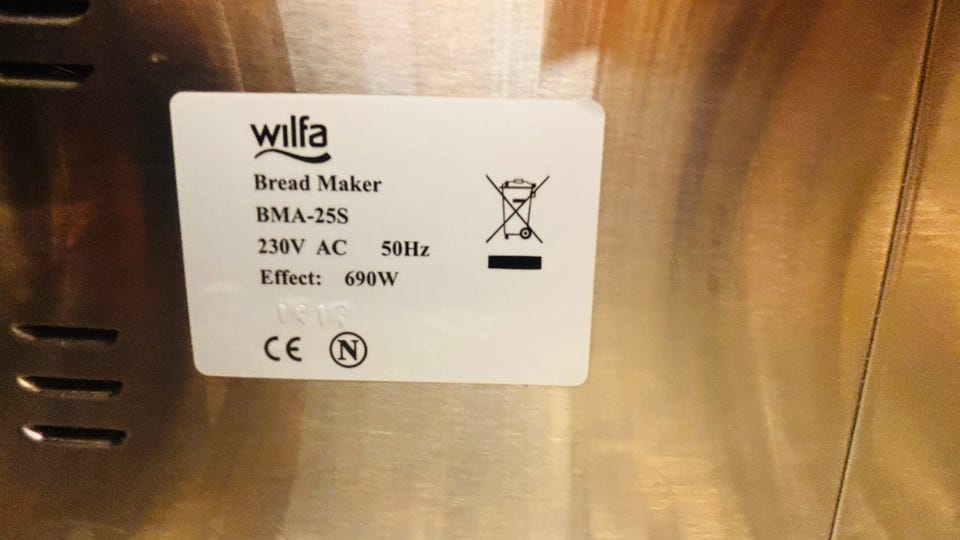 wilfa
Bread Maker
BMA-25S
230V AC 50Hz
Effect: 690W
CE N